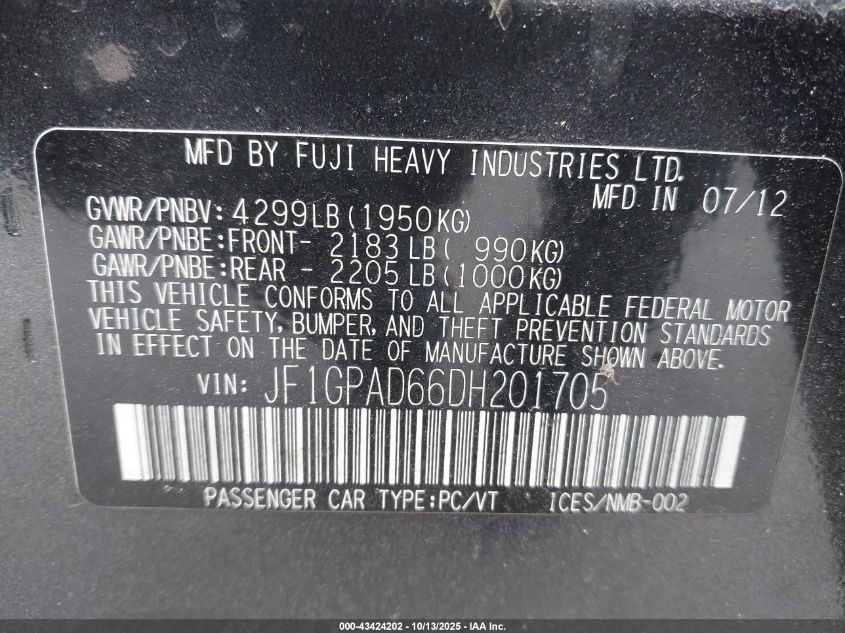 MFD BY FUJI HEAVY INDUSTRIES LTD.
MFD IN 07/12
GVWR/PNBV: 4299LB(1950KG)
GAWR/PNBE:FRONT- 2183LB( 990KG)
GAWR/PNBE:REAR - 2205LB(1000KG)
THIS VEHICLE CONFORMS TO ALL APPLICABLE FEDERAL MOTOR
VEHICLE SAFETY, BUMPER, AND THEFT PREVENTION STANDARDS
IN EFFECT ON THE DATE OF MANUFACTURE SHOWN ABOVE.
VIN: JF1GPAD66DH201705
PASSENGER CAR TYPE:PC/VT ICES/NMB-002
000-43424202 - 10/13/2025 - IAA Inc.